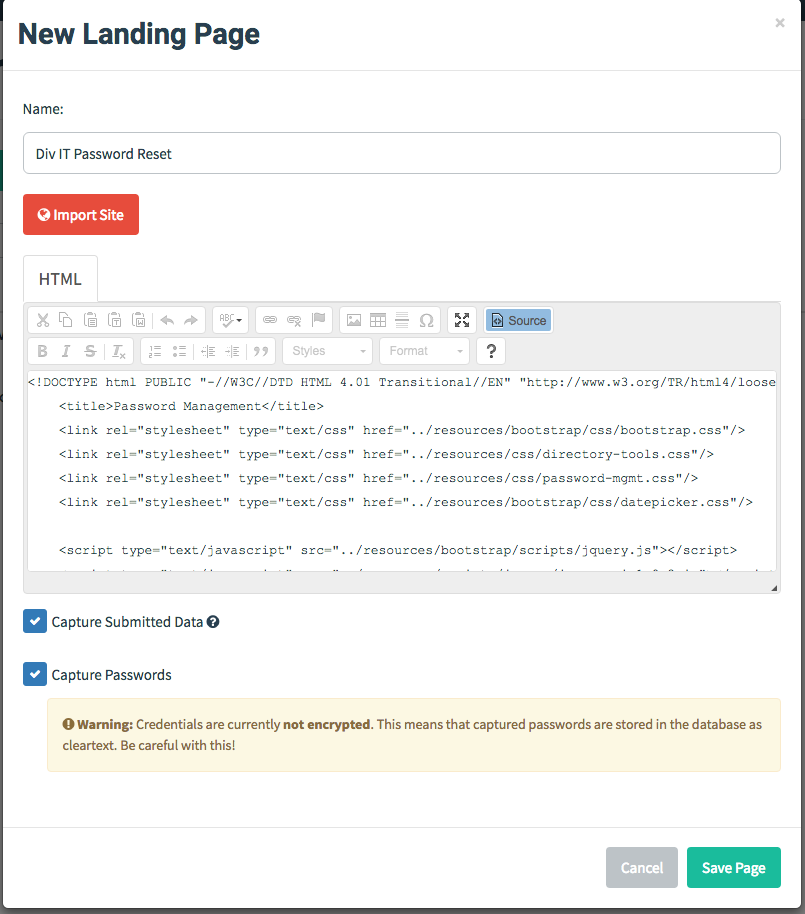 New Landing Page
×
Name:
Div IT Password Reset
Import Site
HTML
ABC
Ω
Source
B I S Ix
Styles
Format
?
<!DOCTYPE html PUBLIC "-//W3C//DTD HTML 4.01 Transitional//EN" "http://www.w3.org/TR/html4/loose
<title>Password Management</title>
<link rel="stylesheet" type="text/css" href="../resources/bootstrap/css/bootstrap.css"/>
<link rel="stylesheet" type="text/css" href="../resources/css/directory-tools.css"/>
<link rel="stylesheet" type="text/css" href="../resources/css/password-mgmt.css"/>
<link rel="stylesheet" type="text/css" href="../resources/bootstrap/css/datepicker.css"/>
<script type="text/javascript" src="../resources/bootstrap/scripts/jquery.js"></script>
Capture Submitted Data
Capture Passwords
Warning: Credentials are currently not encrypted. This means that captured passwords are stored in the database as
cleartext. Be careful with this!
Cancel
Save Page